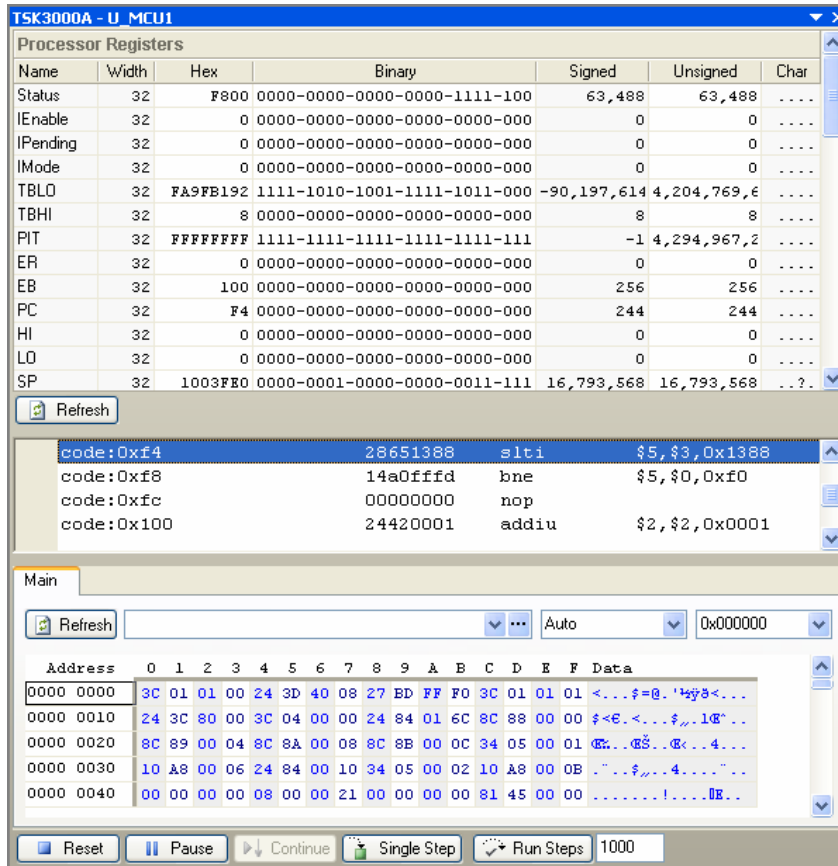 TSK3000A - U_MCU1
Processor Registers
Name Width Hex Binary Signed Unsigned Char
Status 32 F800 0000-0000-0000-0000-1111-100 63,488 63,488 ....
IEnable 32 0 0000-0000-0000-0000-0000-000 0 0 ....
IPending 32 0 0000-0000-0000-0000-0000-000 0 0 ....
IMode 32 0 0000-0000-0000-0000-0000-000 0 0 ....
TBLO 32 FA9FB192 1111-1010-1001-1111-1011-000 -90,197,614 4,204,769,6 ....
TBHI 32 8 0000-0000-0000-0000-0000-000 8 8 ....
PIT 32 FFFFFFFF 1111-1111-1111-1111-1111-111 -1 4,294,967,2 ....
ER 32 0 0000-0000-0000-0000-0000-000 0 0 ....
EB 32 100 0000-0000-0000-0000-0000-000 256 256 ....
PC 32 F4 0000-0000-0000-0000-0000-000 244 244 ....
HI 32 0 0000-0000-0000-0000-0000-000 0 0 ....
LO 32 0 0000-0000-0000-0000-0000-000 0 0 ....
SP 32 1003FE0 0000-0001-0000-0000-0011-111 16,793,568 16,793,568 ..?.
Refresh
code:0xf4 28651388 slti $5,$3,0x1388
code:0xf8 14a0fffd bne $5,$0,0xf0
code:0xfc 00000000 nop
code:0x100 24420001 addiu $2,$2,0x0001
Main
Refresh Auto 0x000000
Address 0 1 2 3 4 5 6 7 8 9 A B C D E F Data
0000 0000 3C 01 01 00 24 3D 40 08 27 BD FF F0 3C 01 01 01 <...$=@.'½ÿð<...
0000 0010 24 3C 80 00 3C 04 00 00 24 84 01 6C 8C 88 00 00 $<€.<...$„.lŒˆ..
0000 0020 8C 89 00 04 8C 8A 00 08 8C 8B 00 0C 34 05 00 01 Œ‰..ŒŠ..Œ‹..4...
0000 0030 10 A8 00 06 24 84 00 10 34 05 00 02 10 A8 00 0B .¨..$„..4....¨..
0000 0040 00 00 00 00 08 00 00 21 00 00 00 00 81 45 00 00 .......!....E..
Reset Pause Continue Single Step Run Steps 1000